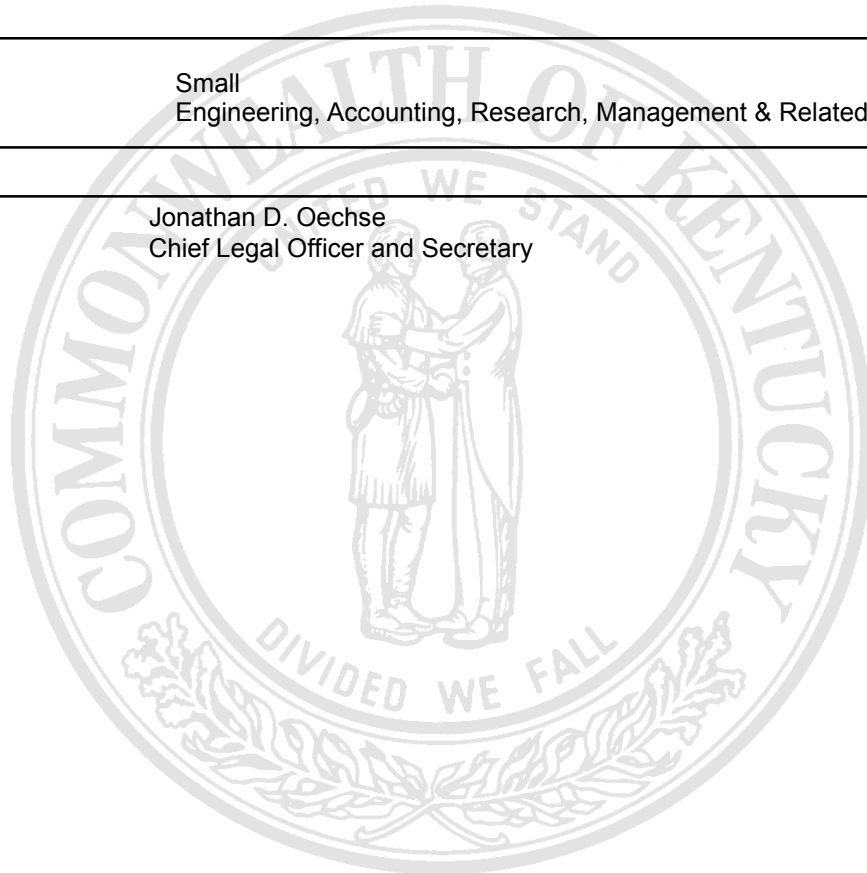 Small
Engineering, Accounting, Research, Management & Related
Jonathan D. Oechse
Chief Legal Officer and Secretary
COMMONWEALTH OF KENTUCKY
UNITED WE STAND
DIVIDED WE FALL